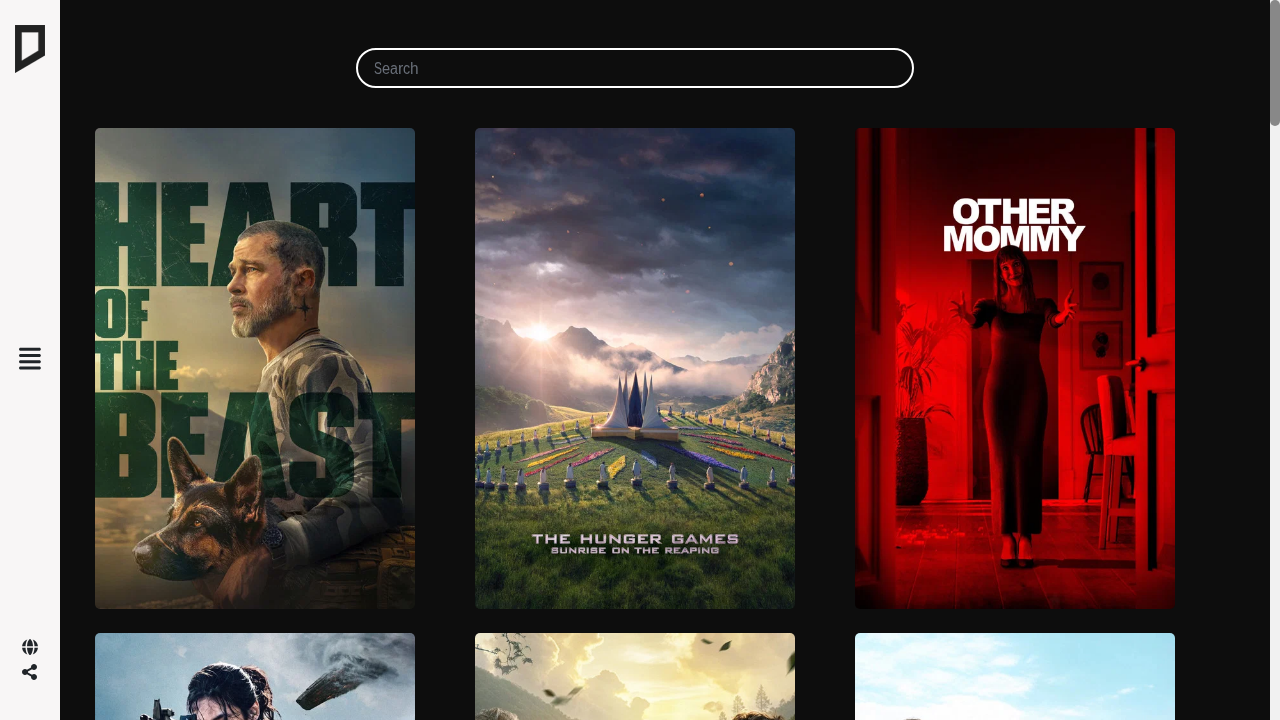 Search
HEART
OF
THE
BEAST
THE HUNGER GAMES
SUNRISE ON THE REAPING
OTHER
MOMMY